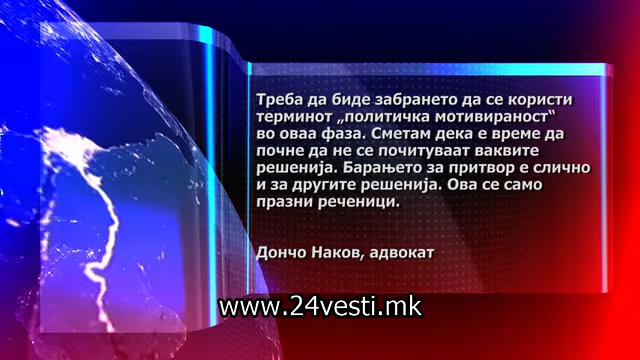 Треба да биде забрането да се користи
терминот „политичка мотивираност“
во оваа фаза. Сметам дека е време да
почне да не се почитуваат ваквите
решенија. Барањето за притвор е слично
и за другите решенија. Ова се само
празни реченици.
Дончо Наков, адвокат
www.24vesti.mk